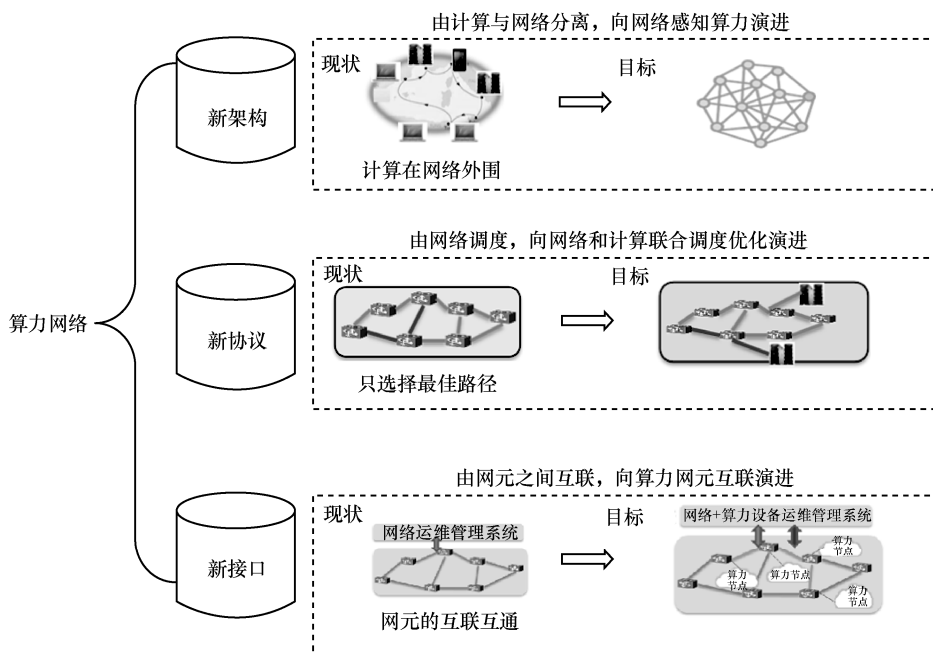 由计算与网络分离，向网络感知算力演进
现状
目标
新架构
计算在网络外围
由网络调度，向网络和计算联合调度优化演进
现状
目标
算力网络
新协议
只选择最佳路径
由网元之间互联，向算力网元互联演进
现状
目标
网络运维管理系统
网络+算力设备运维管理系统
算力
节点
算力
节点
算力节点
算力
节点
新接口
网元的互联互通